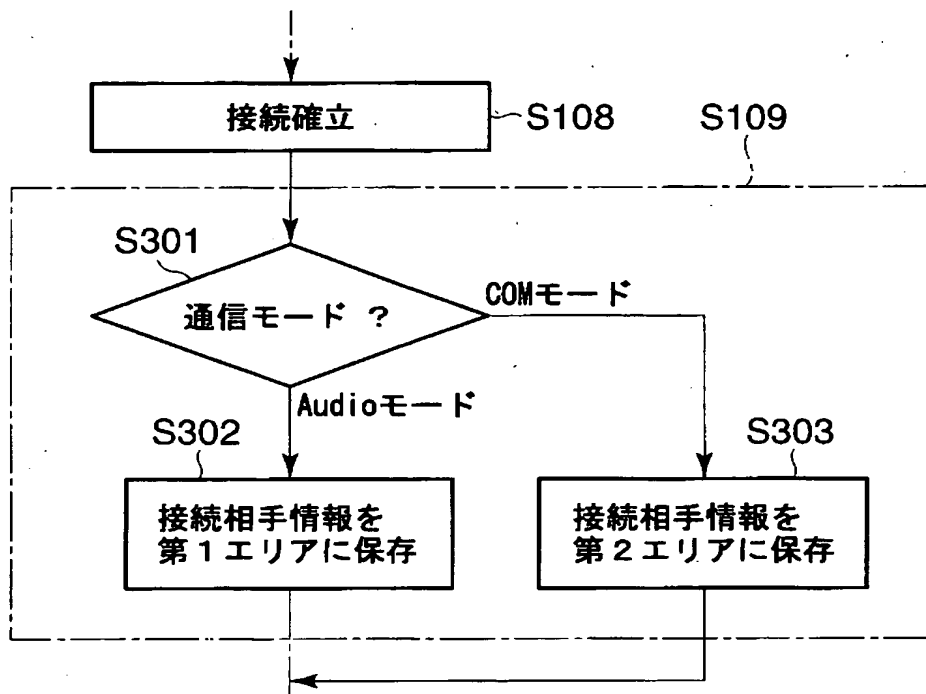 接続確立
S108
S109
S301
通信モード ?
COMモード
Audioモード
S302
S303
接続相手情報を
第1エリアに保存
接続相手情報を
第2エリアに保存